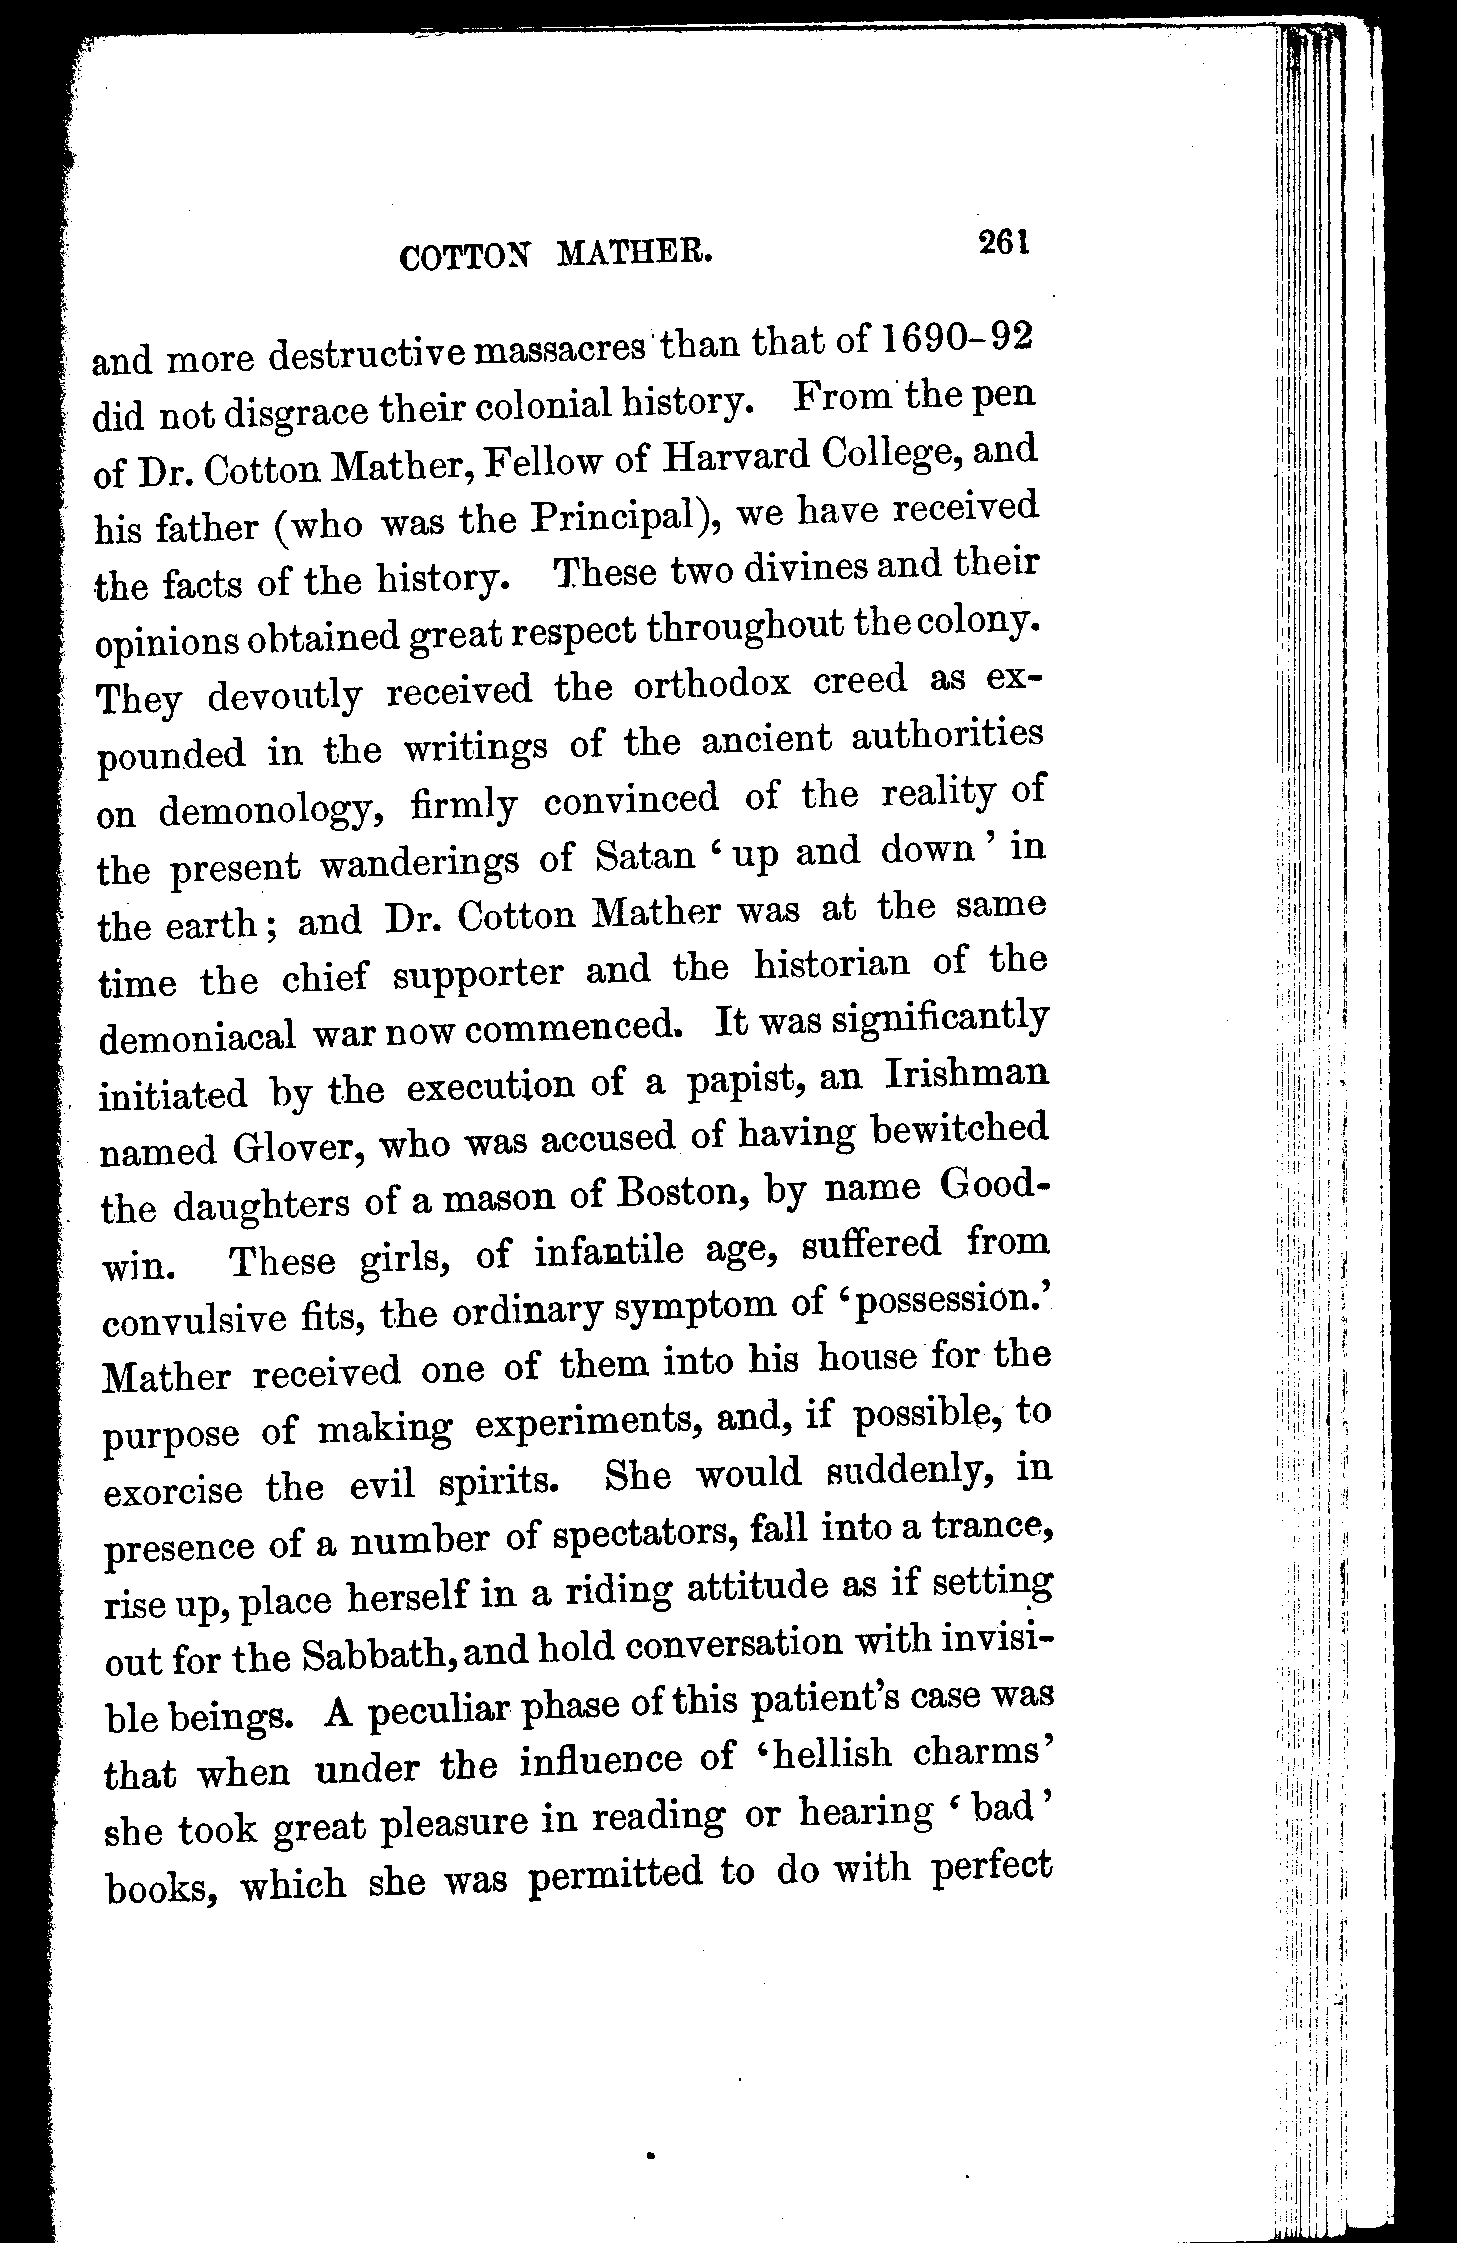 COTTON MATHER. 261
and more destructive massacres than that of 1690-92
did not disgrace their colonial history. From the pen
of Dr. Cotton Mather, Fellow of Harvard College, and
his father (who was the Principal), we have received
the facts of the history. These two divines and their
opinions obtained great respect throughout the colony.
They devoutly received the orthodox creed as ex-
pounded in the writings of the ancient authorities
on demonology, firmly convinced of the reality of
the present wanderings of Satan ‘up and down’ in
the earth; and Dr. Cotton Mather was at the same
time the chief supporter and the historian of the
demoniacal war now commenced. It was significantly
initiated by the execution of a papist, an Irishman
named Glover, who was accused of having bewitched
the daughters of a mason of Boston, by name Good-
win. These girls, of infantile age, suffered from
convulsive fits, the ordinary symptom of ‘possession.’
Mather received one of them into his house for the
purpose of making experiments, and, if possible, to
exorcise the evil spirits. She would suddenly, in
presence of a number of spectators, fall into a trance,
rise up, place herself in a riding attitude as if setting
out for the Sabbath, and hold conversation with invisi-
ble beings. A peculiar phase of this patient's case was
that when under the influence of ‘hellish charms’
she took great pleasure in reading or hearing ‘bad’
books, which she was permitted to do with perfect